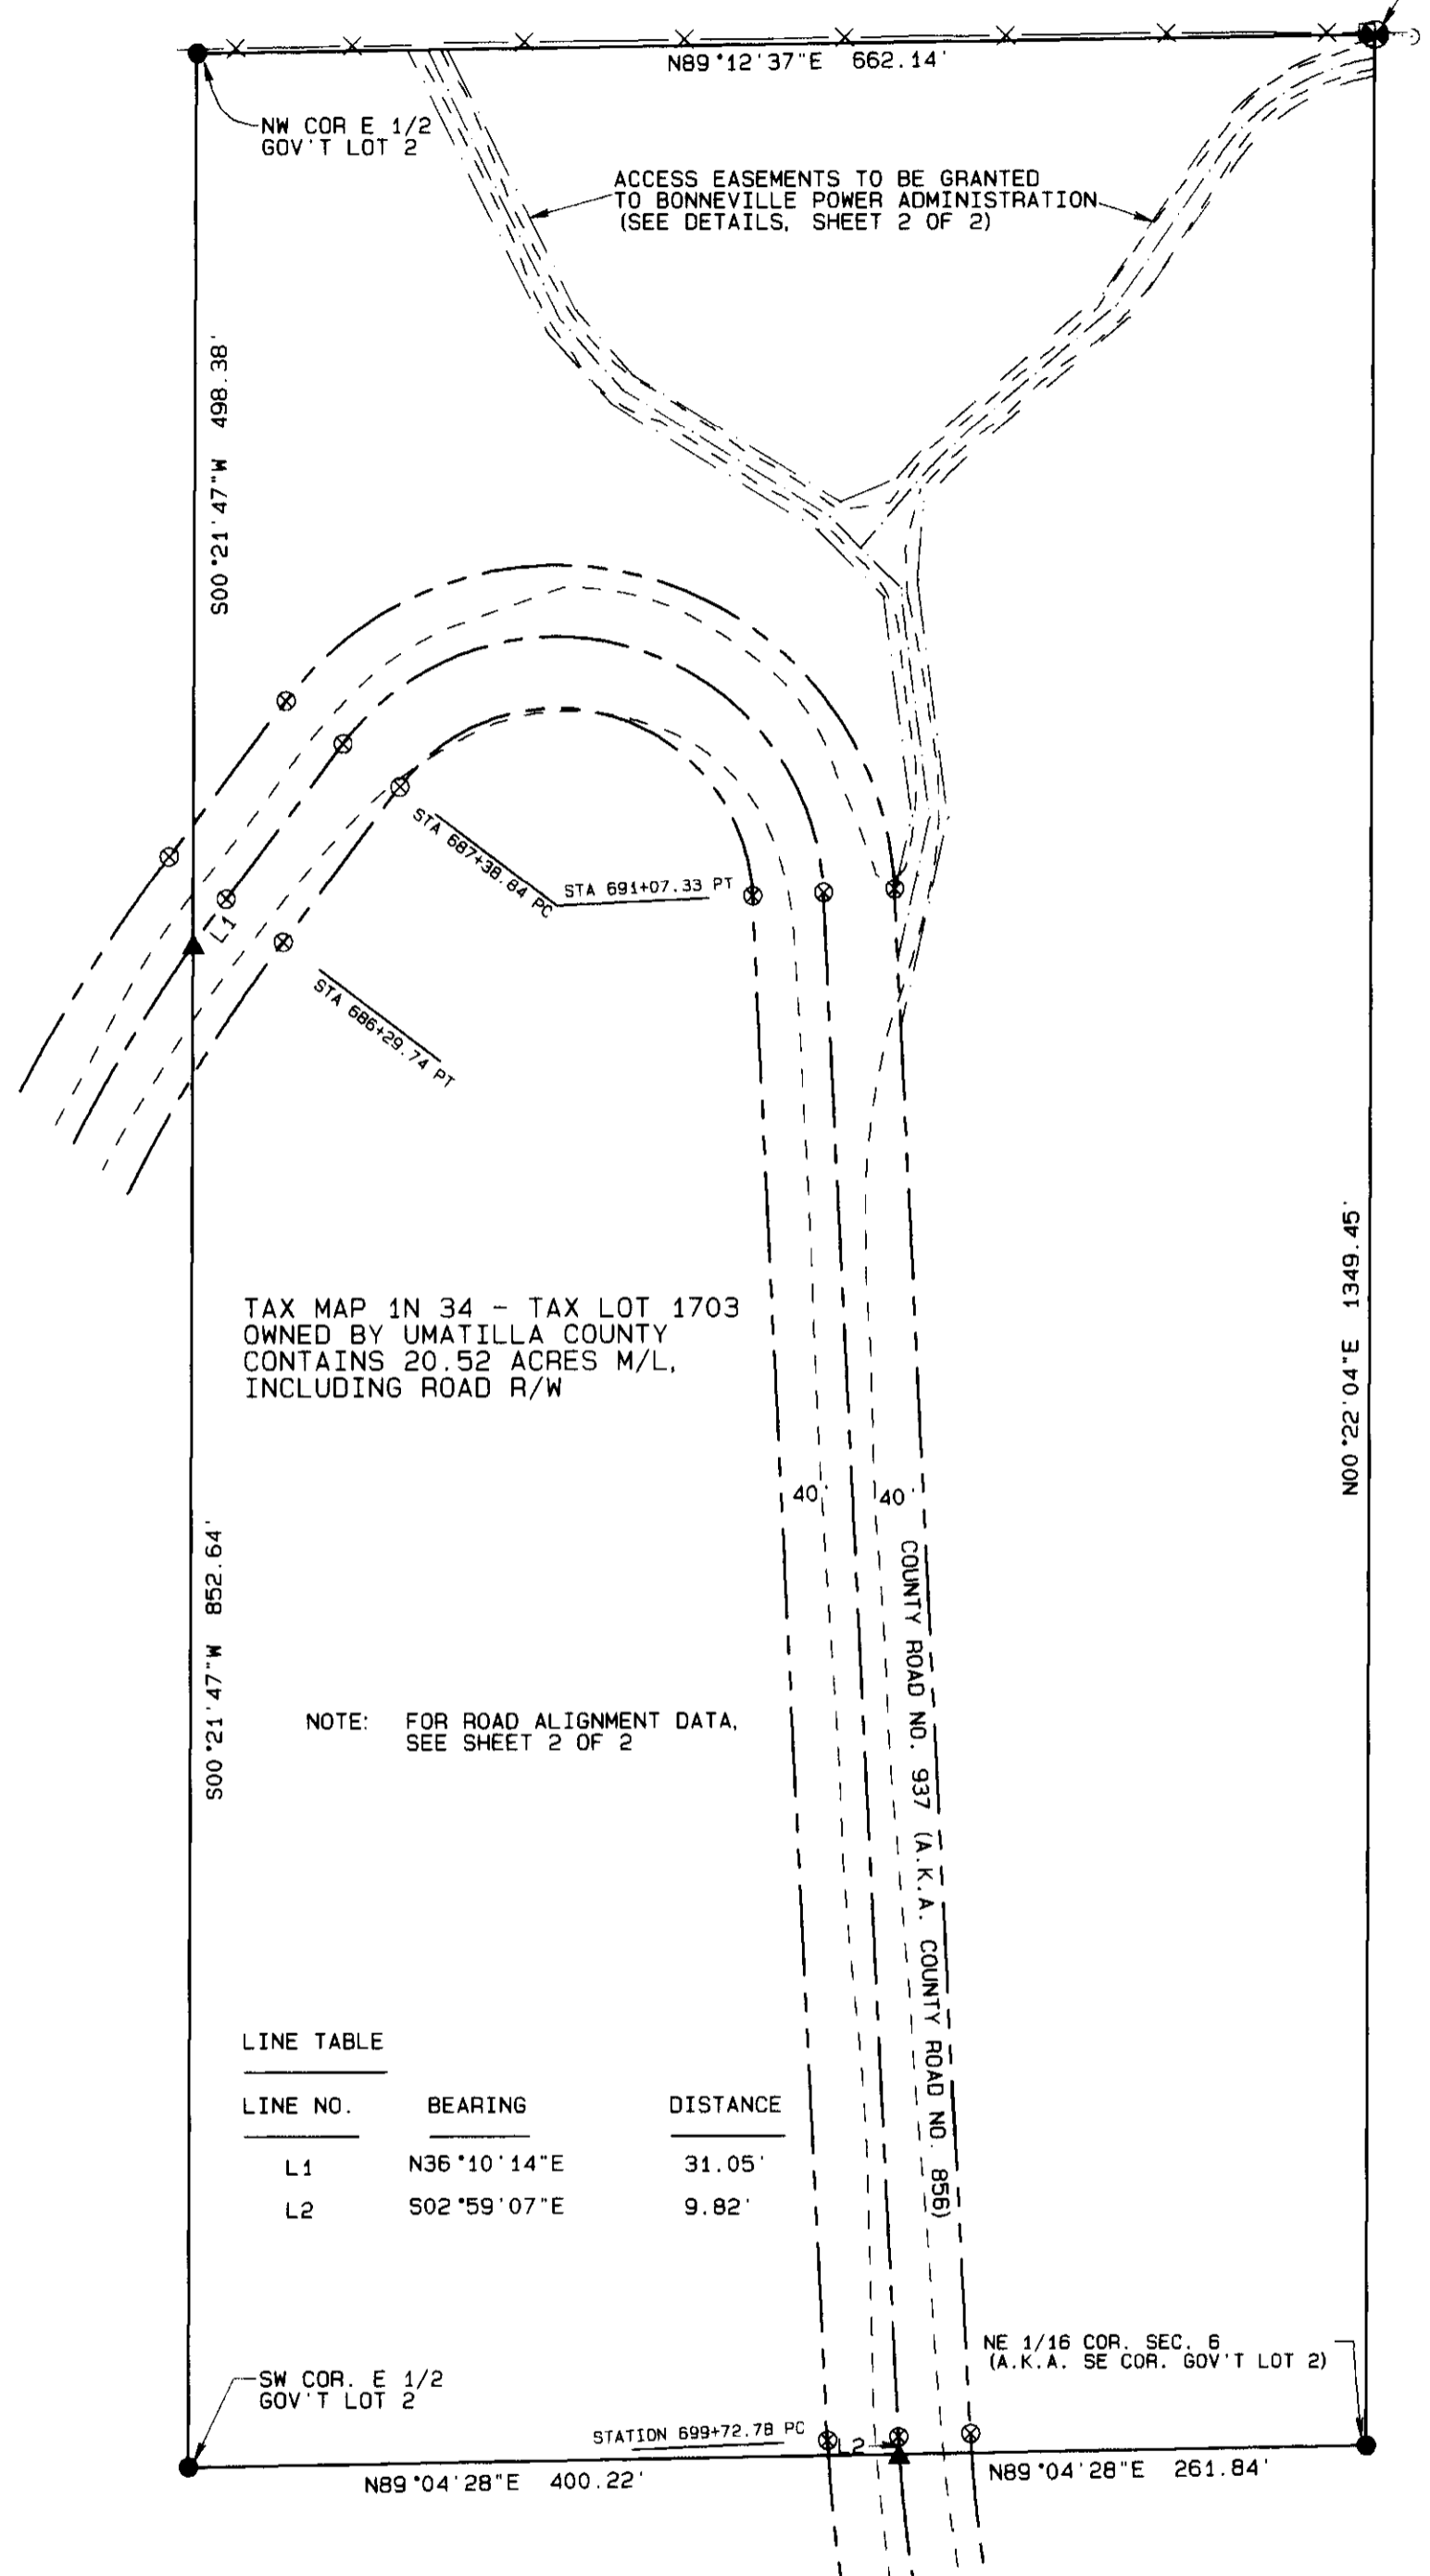 N89°12'37"E 662.14'
NW COR E 1/2
GOV'T LOT 2
ACCESS EASEMENTS TO BE GRANTED
TO BONNEVILLE POWER ADMINISTRATION
(SEE DETAILS, SHEET 2 OF 2)
S00°21'47"W 498.38'
STA 687+38.84 PC
STA 691+07.33 PT
L1
STA 686+29.74 PT
N00°22'04"E 1349.45'
TAX MAP 1N 34 - TAX LOT 1703
OWNED BY UMATILLA COUNTY
CONTAINS 20.52 ACRES M/L,
INCLUDING ROAD R/W
40'
40'
COUNTY ROAD NO. 937 (A.K.A. COUNTY ROAD NO. 856)
S00°21'47"W 852.64'
NOTE: FOR ROAD ALIGNMENT DATA,
SEE SHEET 2 OF 2
LINE TABLE
LINE NO. BEARING DISTANCE
L1 N36°10'14"E 31.05'
L2 S02°59'07"E 9.82'
NE 1/16 COR. SEC. 6
(A.K.A. SE COR. GOV'T LOT 2)
SW COR. E 1/2
GOV'T LOT 2
STATION 699+72.78 PC
L2
N89°04'28"E 400.22'
N89°04'28"E 261.84'